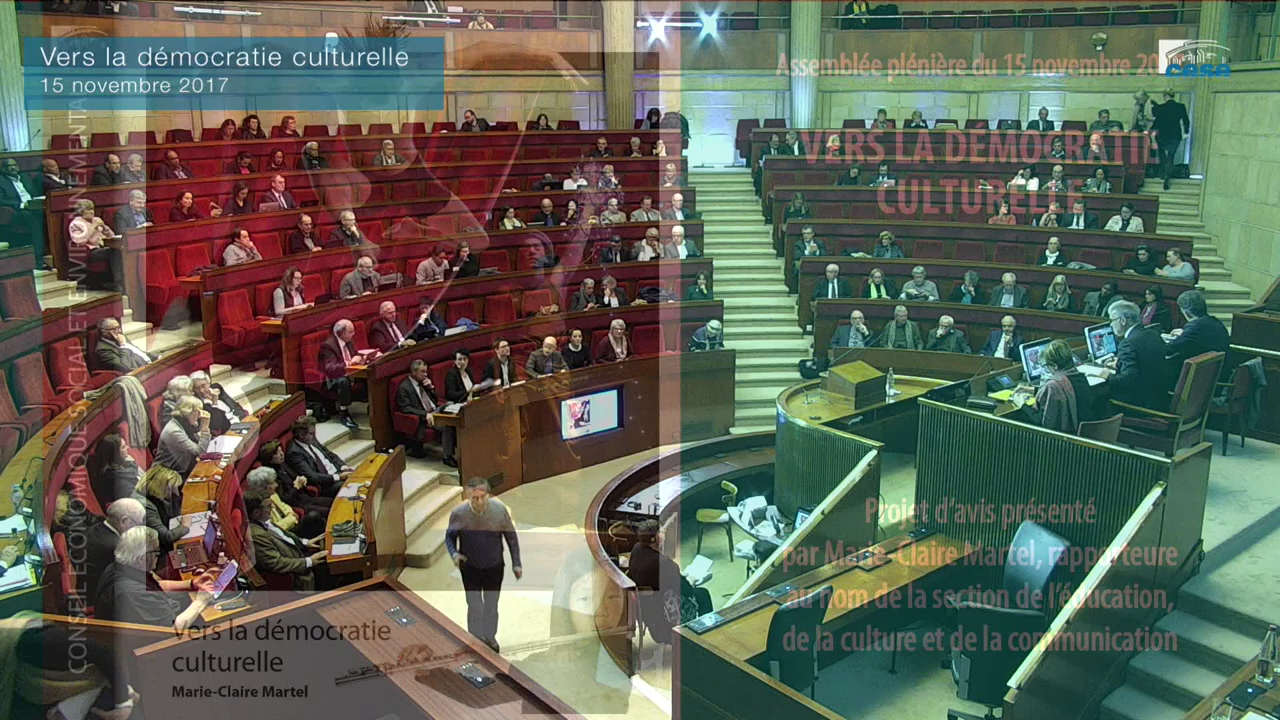 Vers la démocratie culturelle
15 novembre 2017
CONSEIL ÉCONOMIQUE SOCIAL ET ENVIRONNEMENTA
Assemblée plénière du 15 novembre 20
cese
VERS LA DÉMOCRATIE
CULTURELLE
Projet d'avis présenté
par Marie-Claire Martel, rapporteure
au nom de la section de l'éducation,
de la culture et de la communication
Vers la démocratie
culturelle
Marie-Claire Martel